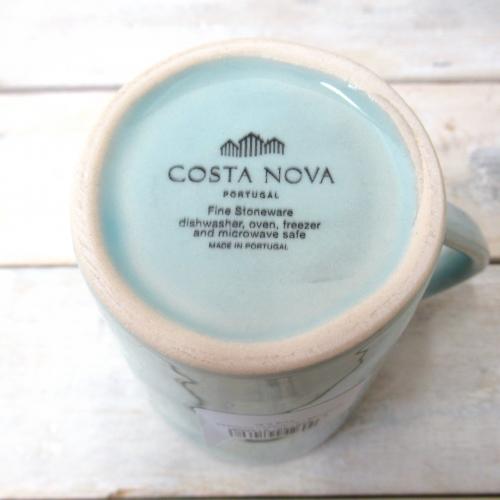 COSTA NOVA
PORTUGAL
Fine Stoneware
dishwasher, oven, freezer
and microwave safe
MADE IN PORTUGAL